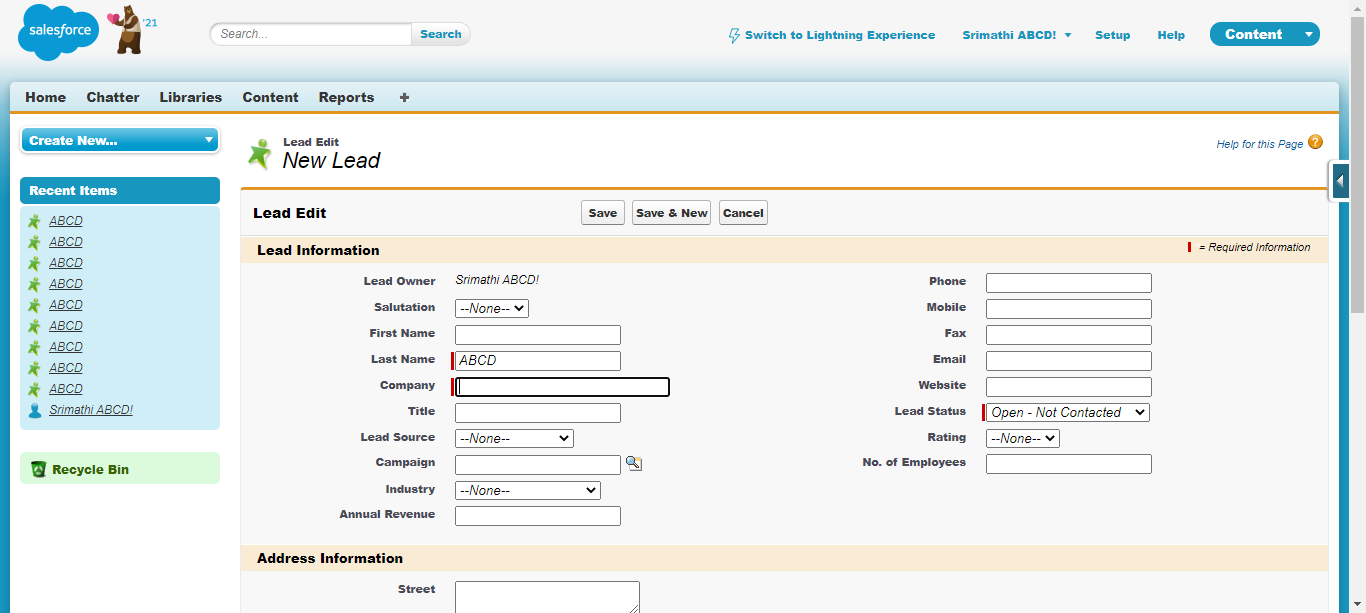 salesforce
'21
Search...
Search
Switch to Lightning Experience
Srimathi ABCD!
Setup
Help
Content
Home
Chatter
Libraries
Content
Reports
+
Create New...
Recent Items
ABCD
ABCD
ABCD
ABCD
ABCD
ABCD
ABCD
ABCD
ABCD
Srimathi ABCD!
Recycle Bin
Lead Edit
New Lead
Help for this Page
?
Lead Edit
Save
Save & New
Cancel
Lead Information
= Required Information
Lead Owner Srimathi ABCD!
Salutation --None--
First Name
Last Name ABCD
Company
Title
Lead Source --None--
Campaign
Industry --None--
Annual Revenue
Phone
Mobile
Fax
Email
Website
Lead Status Open - Not Contacted
Rating --None--
No. of Employees
Address Information
Street